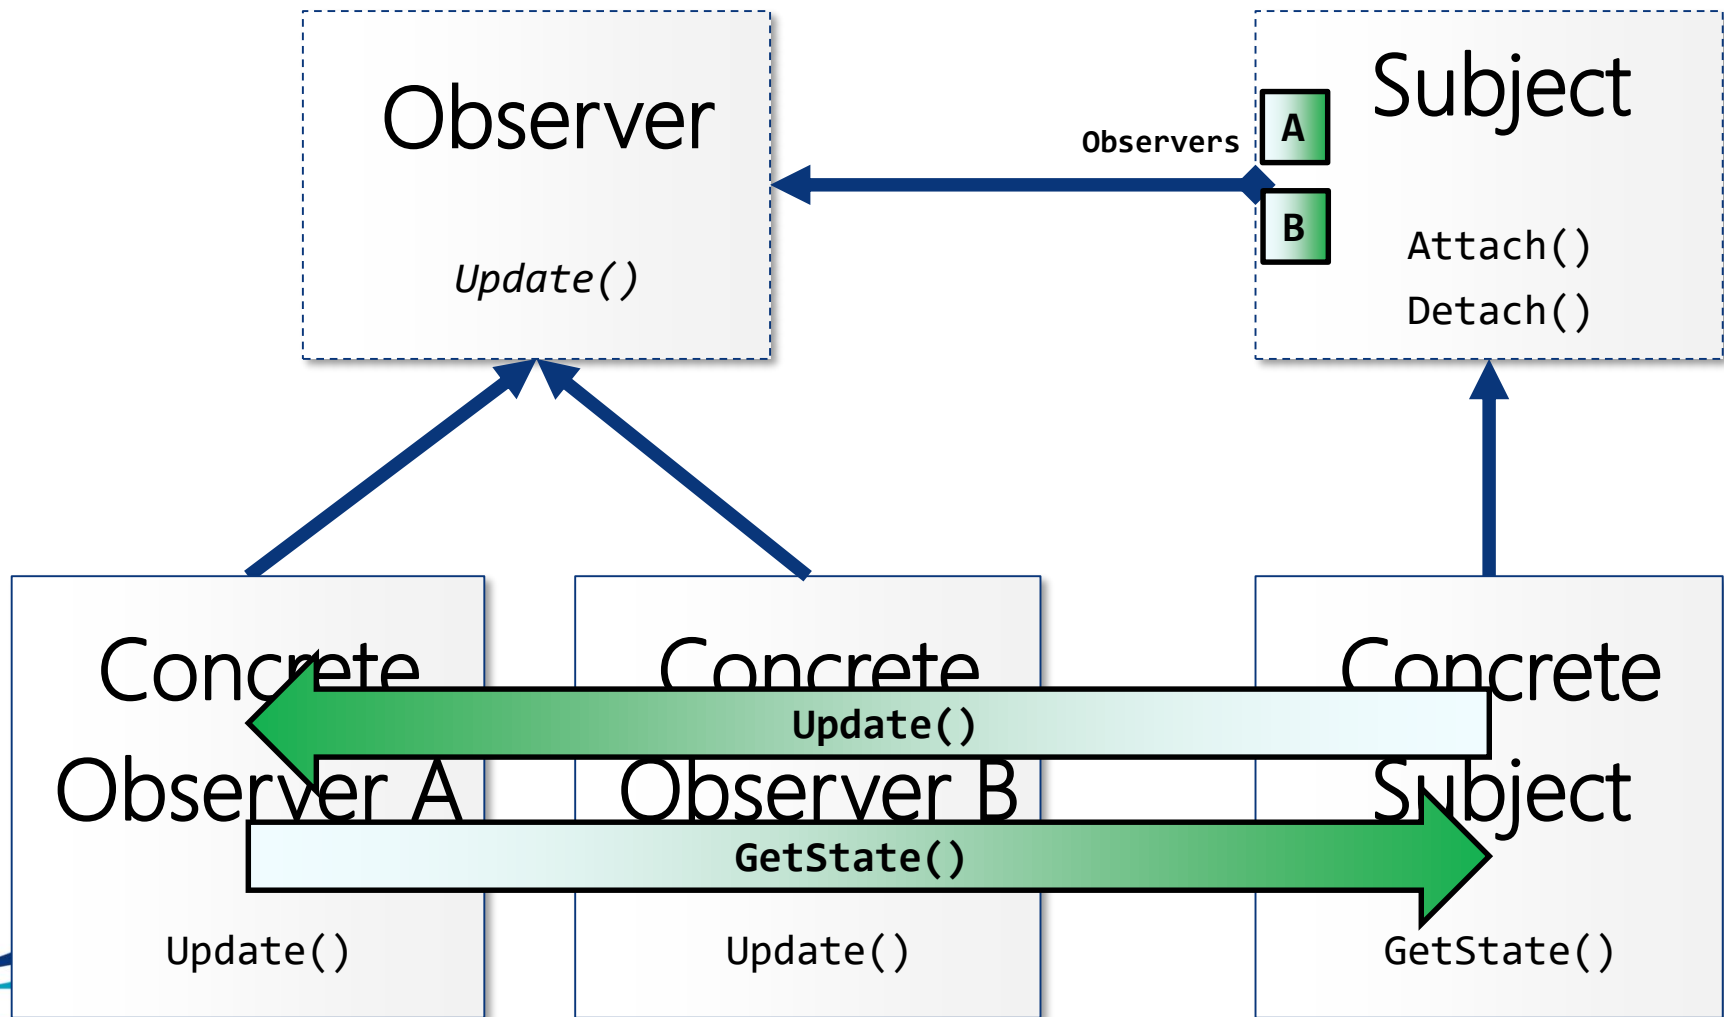 Observer
Update()
Observers
A
B
Subject
Attach()
Detach()
Concrete
Observer A
Update()
Concrete
Observer B
Update()
Concrete
Subject
GetState()
Update()
GetState()